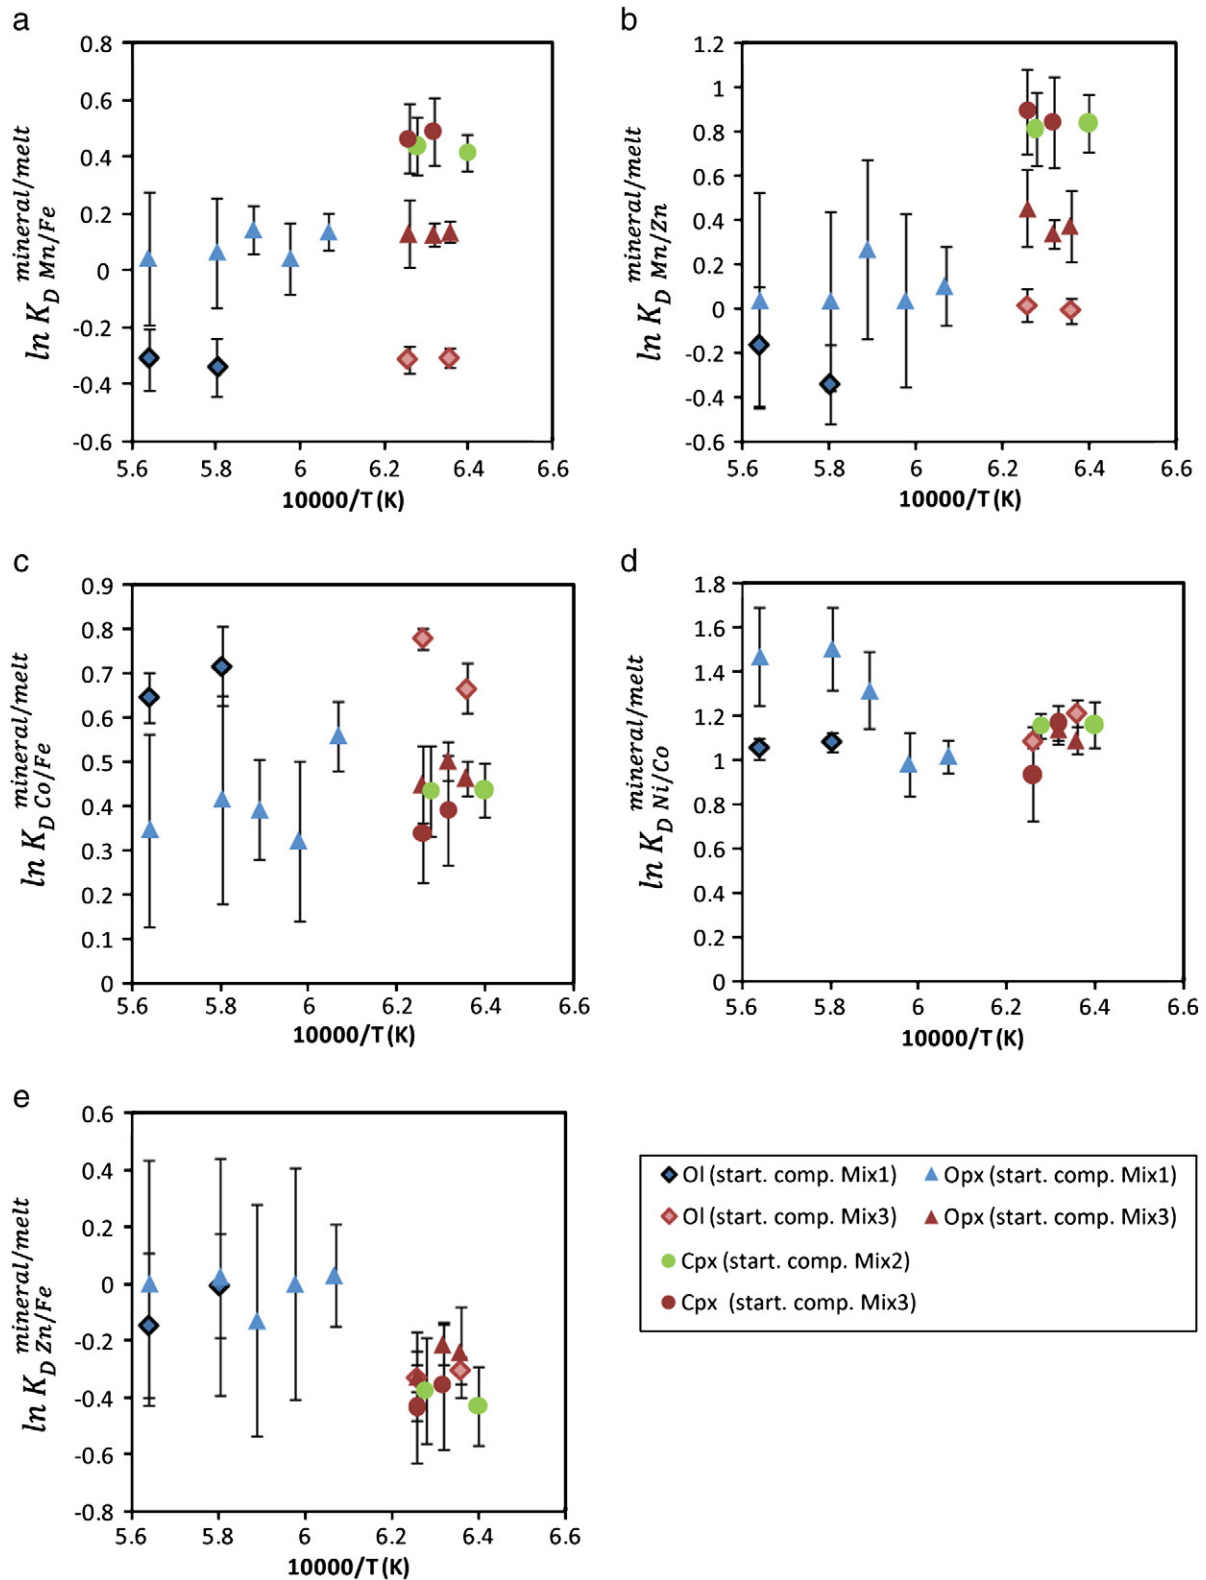 a
0.8
0.6
0.4
0.2
0
-0.2
-0.4
-0.6
5.6 5.8 6 6.2 6.4 6.6
10000/T (K)
ln K_D Mn/Fe mineral/melt
b
1.2
1
0.8
0.6
0.4
0.2
0
-0.2
-0.4
-0.6
5.6 5.8 6 6.2 6.4 6.6
10000/T (K)
ln K_D Mn/Zn mineral/melt
c
0.9
0.8
0.7
0.6
0.5
0.4
0.3
0.2
0.1
0
5.6 5.8 6 6.2 6.4 6.6
10000/T (K)
ln K_D Co/Fe mineral/melt
d
1.8
1.6
1.4
1.2
1
0.8
0.6
0.4
0.2
0
5.6 5.8 6 6.2 6.4 6.6
10000/T (K)
ln K_D Ni/Co mineral/melt
e
0.6
0.4
0.2
0
-0.2
-0.4
-0.6
-0.8
5.6 5.8 6 6.2 6.4 6.6
10000/T (K)
ln K_D Zn/Fe mineral/melt
Ol (start. comp. Mix1) Opx (start. comp. Mix1)
Ol (start. comp. Mix3) Opx (start. comp. Mix3)
Cpx (start. comp. Mix2)
Cpx (start. comp. Mix3)